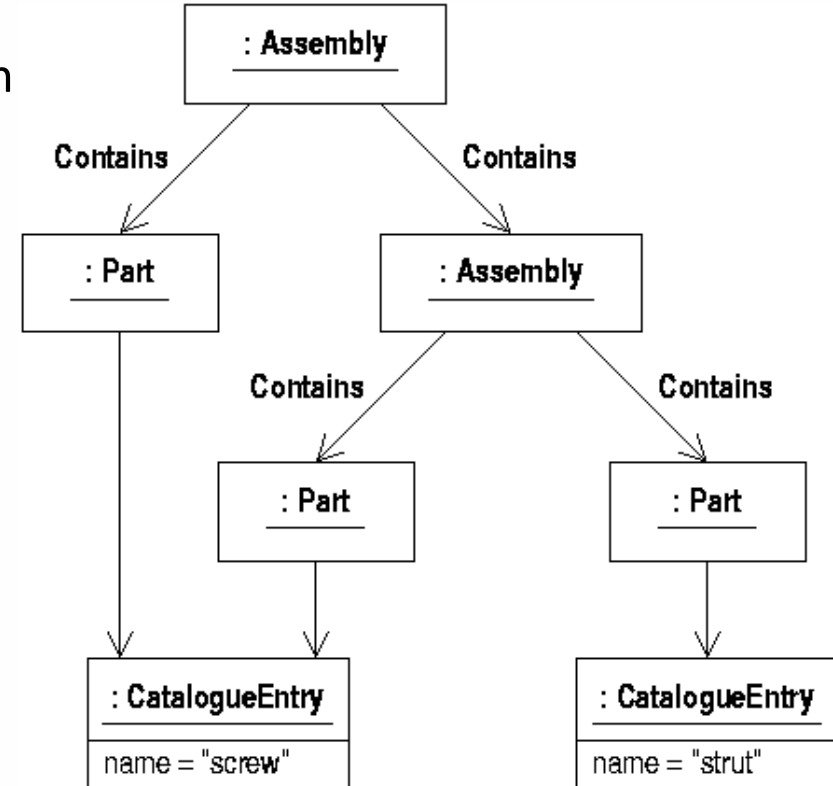 : Assembly
n
Contains
Contains
: Part
: Assembly
Contains
Contains
: Part
: Part
: CatalogueEntry
: CatalogueEntry
name = "screw"
name = "strut"